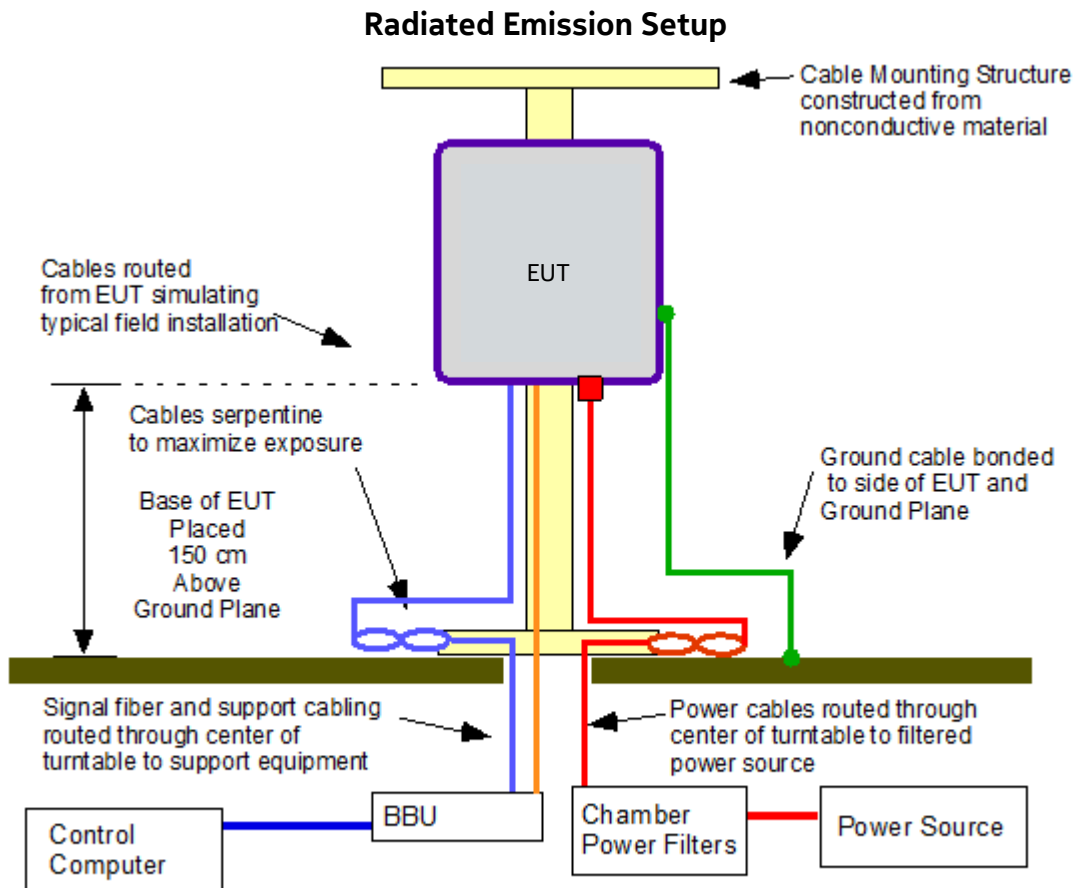 Radiated Emission Setup
Cable Mounting Structure
constructed from
nonconductive material
EUT
Cables routed
from EUT simulating
typical field installation
Cables serpentine
to maximize exposure
Base of EUT
Placed
150 cm
Above
Ground Plane
Ground cable bonded
to side of EUT and
Ground Plane
Signal fiber and support cabling
routed through center of
turntable to support equipment
Power cables routed through
center of turntable to filtered
power source
Control
Computer
BBU
Chamber
Power Filters
Power Source